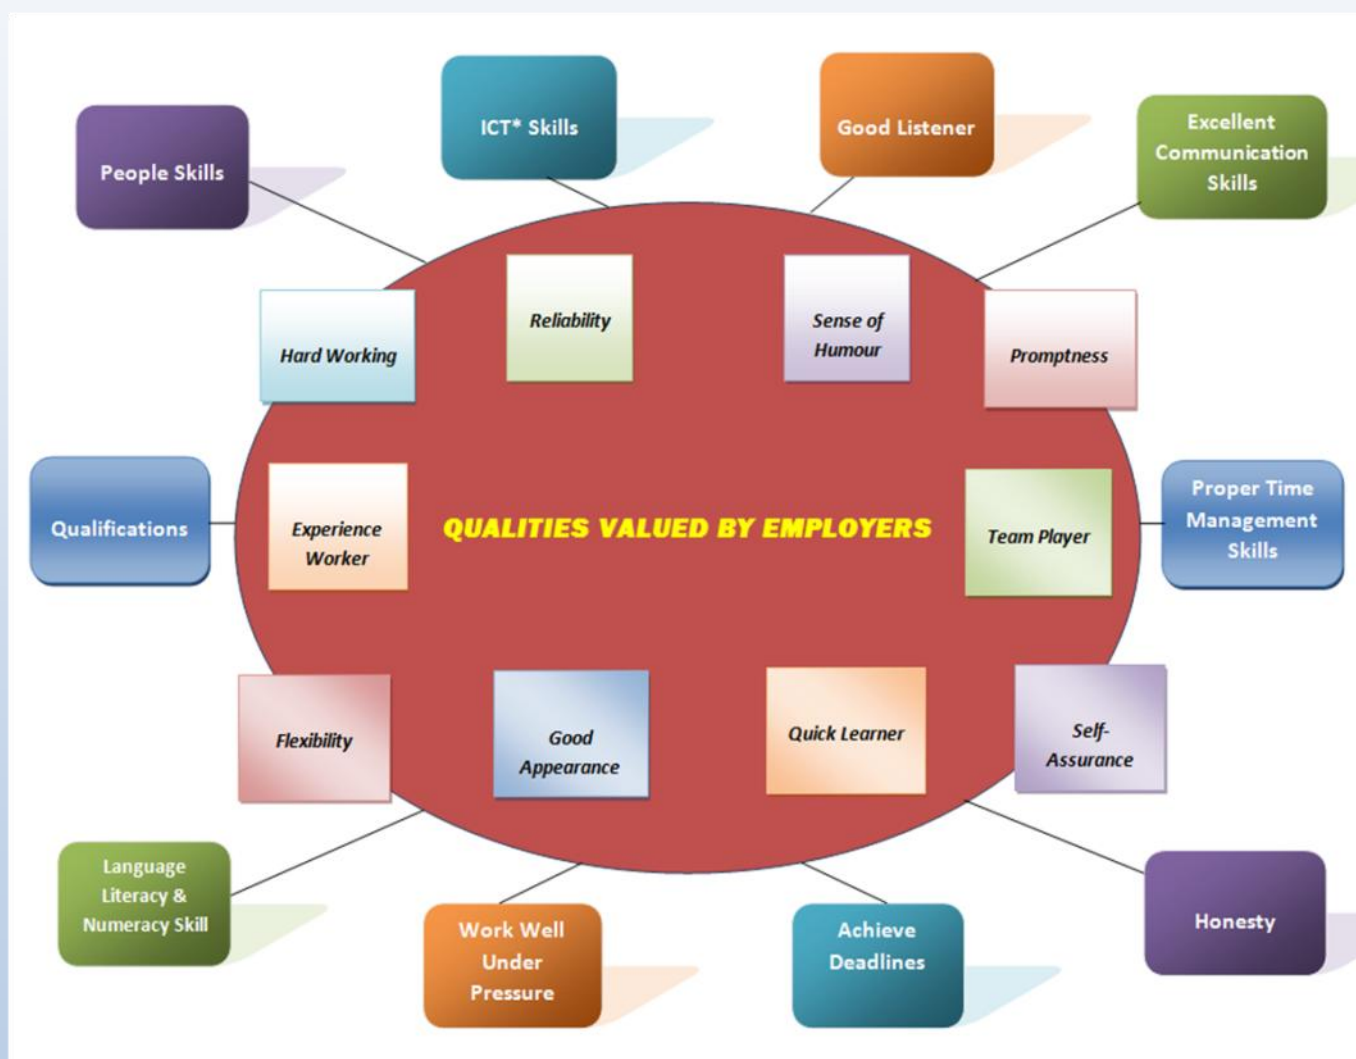 People Skills
ICT* Skills
Good Listener
Excellent
Communication
Skills
Hard Working
Reliability
Sense of
Humour
Promptness
Qualifications
Experience
Worker
QUALITIES VALUED BY EMPLOYERS
Team Player
Proper Time
Management
Skills
Flexibility
Good
Appearance
Quick Learner
Self-
Assurance
Language
Literacy &
Numeracy Skill
Work Well
Under
Pressure
Achieve
Deadlines
Honesty